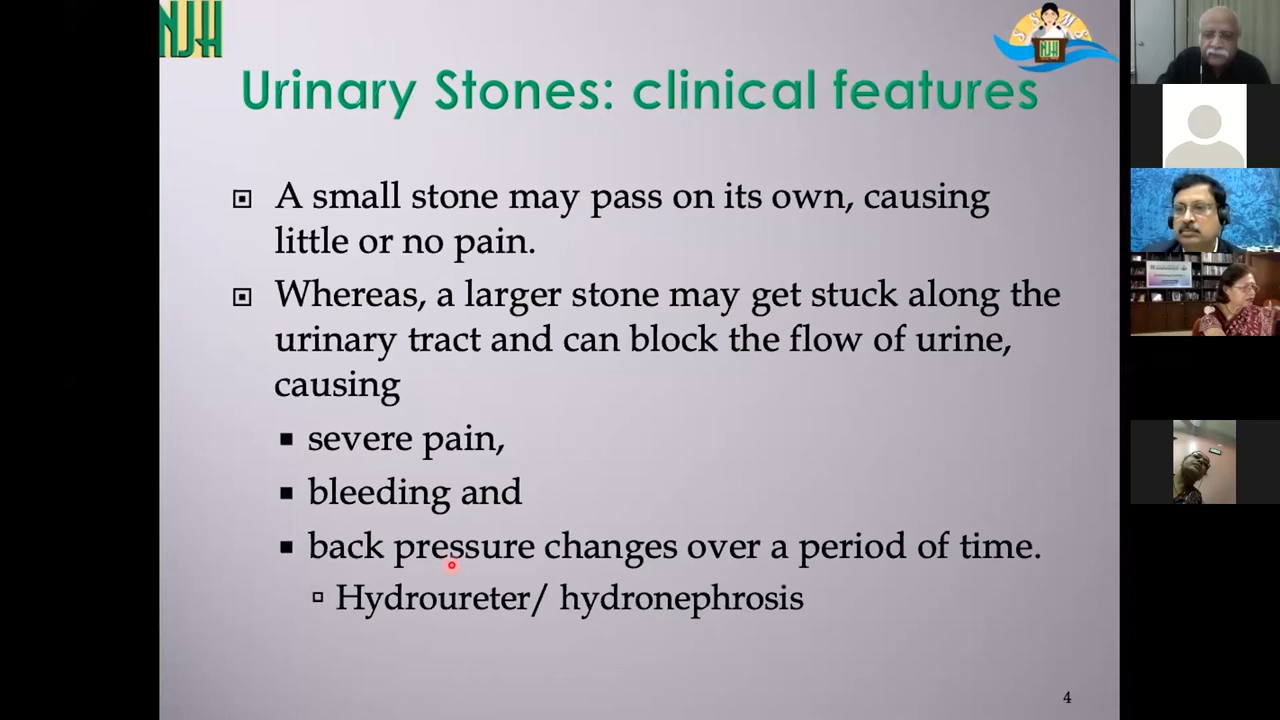 NJH
SSMS
NJH
Urinary Stones: clinical features
A small stone may pass on its own, causing
little or no pain.
Whereas, a larger stone may get stuck along the
urinary tract and can block the flow of urine,
causing
severe pain,
bleeding and
back pressure changes over a period of time.
Hydroureter/ hydronephrosis
4